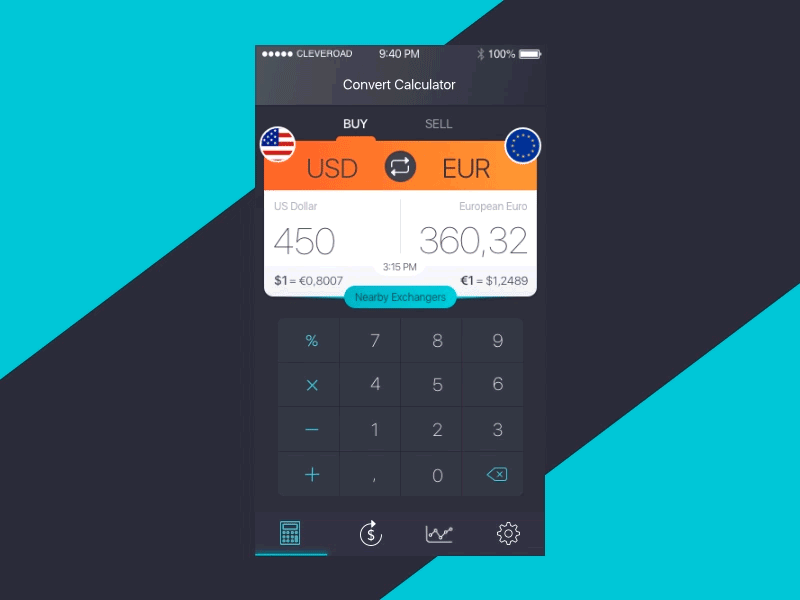 CLEVEROAD 9:40 PM 100%
Convert Calculator
BUY SELL
USD EUR
US Dollar European Euro
450 360,32
3:15 PM
$1 = €0,8007 €1 = $1,2489
Nearby Exchangers
% 7 8 9
× 4 5 6
− 1 2 3
+ , 0
$